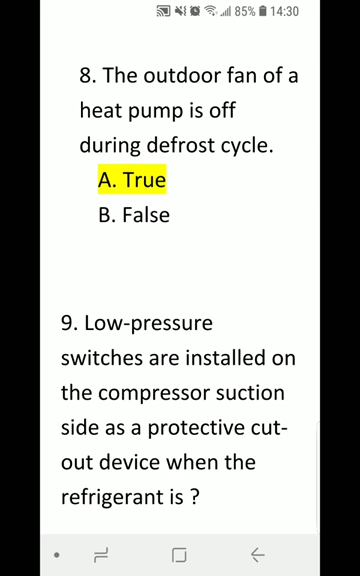 85% 14:30
8. The outdoor fan of a
heat pump is off
during defrost cycle.
A. True
B. False
9. Low-pressure
switches are installed on
the compressor suction
side as a protective cut-
out device when the
refrigerant is ?